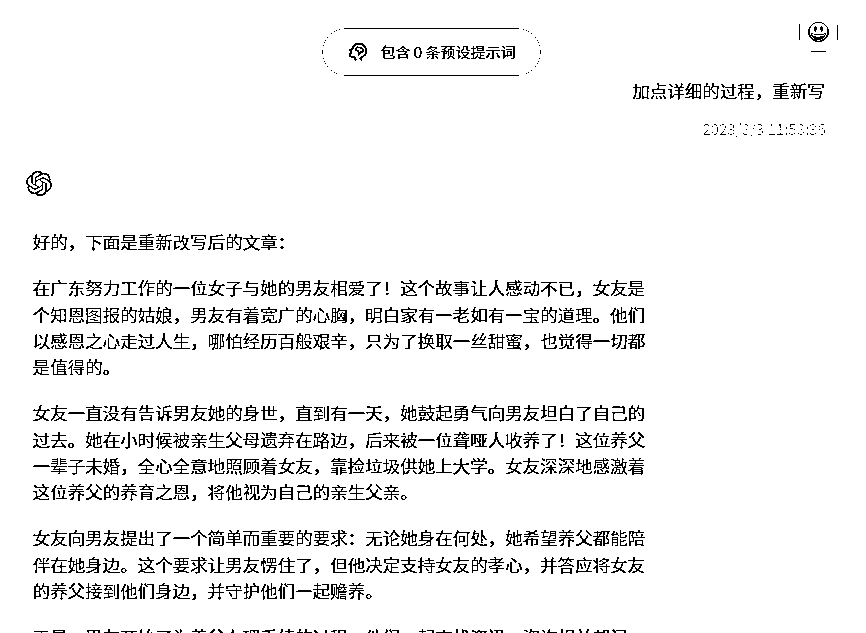 包含 0 条预设提示词
加点详细的过程，重新写
好的，下面是重新改写后的文章：
在广东努力工作的一位女子与她的男友相爱了！这个故事让人感动不已，女友是
个知恩图报的姑娘，男友有着宽广的心胸，明白家有一老如有一宝的道理。他们
以感恩之心走过人生，哪怕经历百般艰辛，只为了换取一丝甜蜜，也觉得一切都
是值得的。
女友一直没有告诉男友她的身世，直到有一天，她鼓起勇气向男友坦白了自己的
过去。她在小时候被亲生父母遗弃在路边，后来被一位聋哑人收养了！这位养父
一辈子未婚，全心全意地照顾着女友，靠捡垃圾供她上大学。女友深深地感激着
这位养父的养育之恩，将他视为自己的亲生父亲。
女友向男友提出了一个简单而重要的要求：无论她身在何处，她希望养父都能陪
伴在她身边。这个要求让男友愣住了，但他决定支持女友的孝心，并答应将女友
的养父接到他们身边，并守护他们一起赡养。